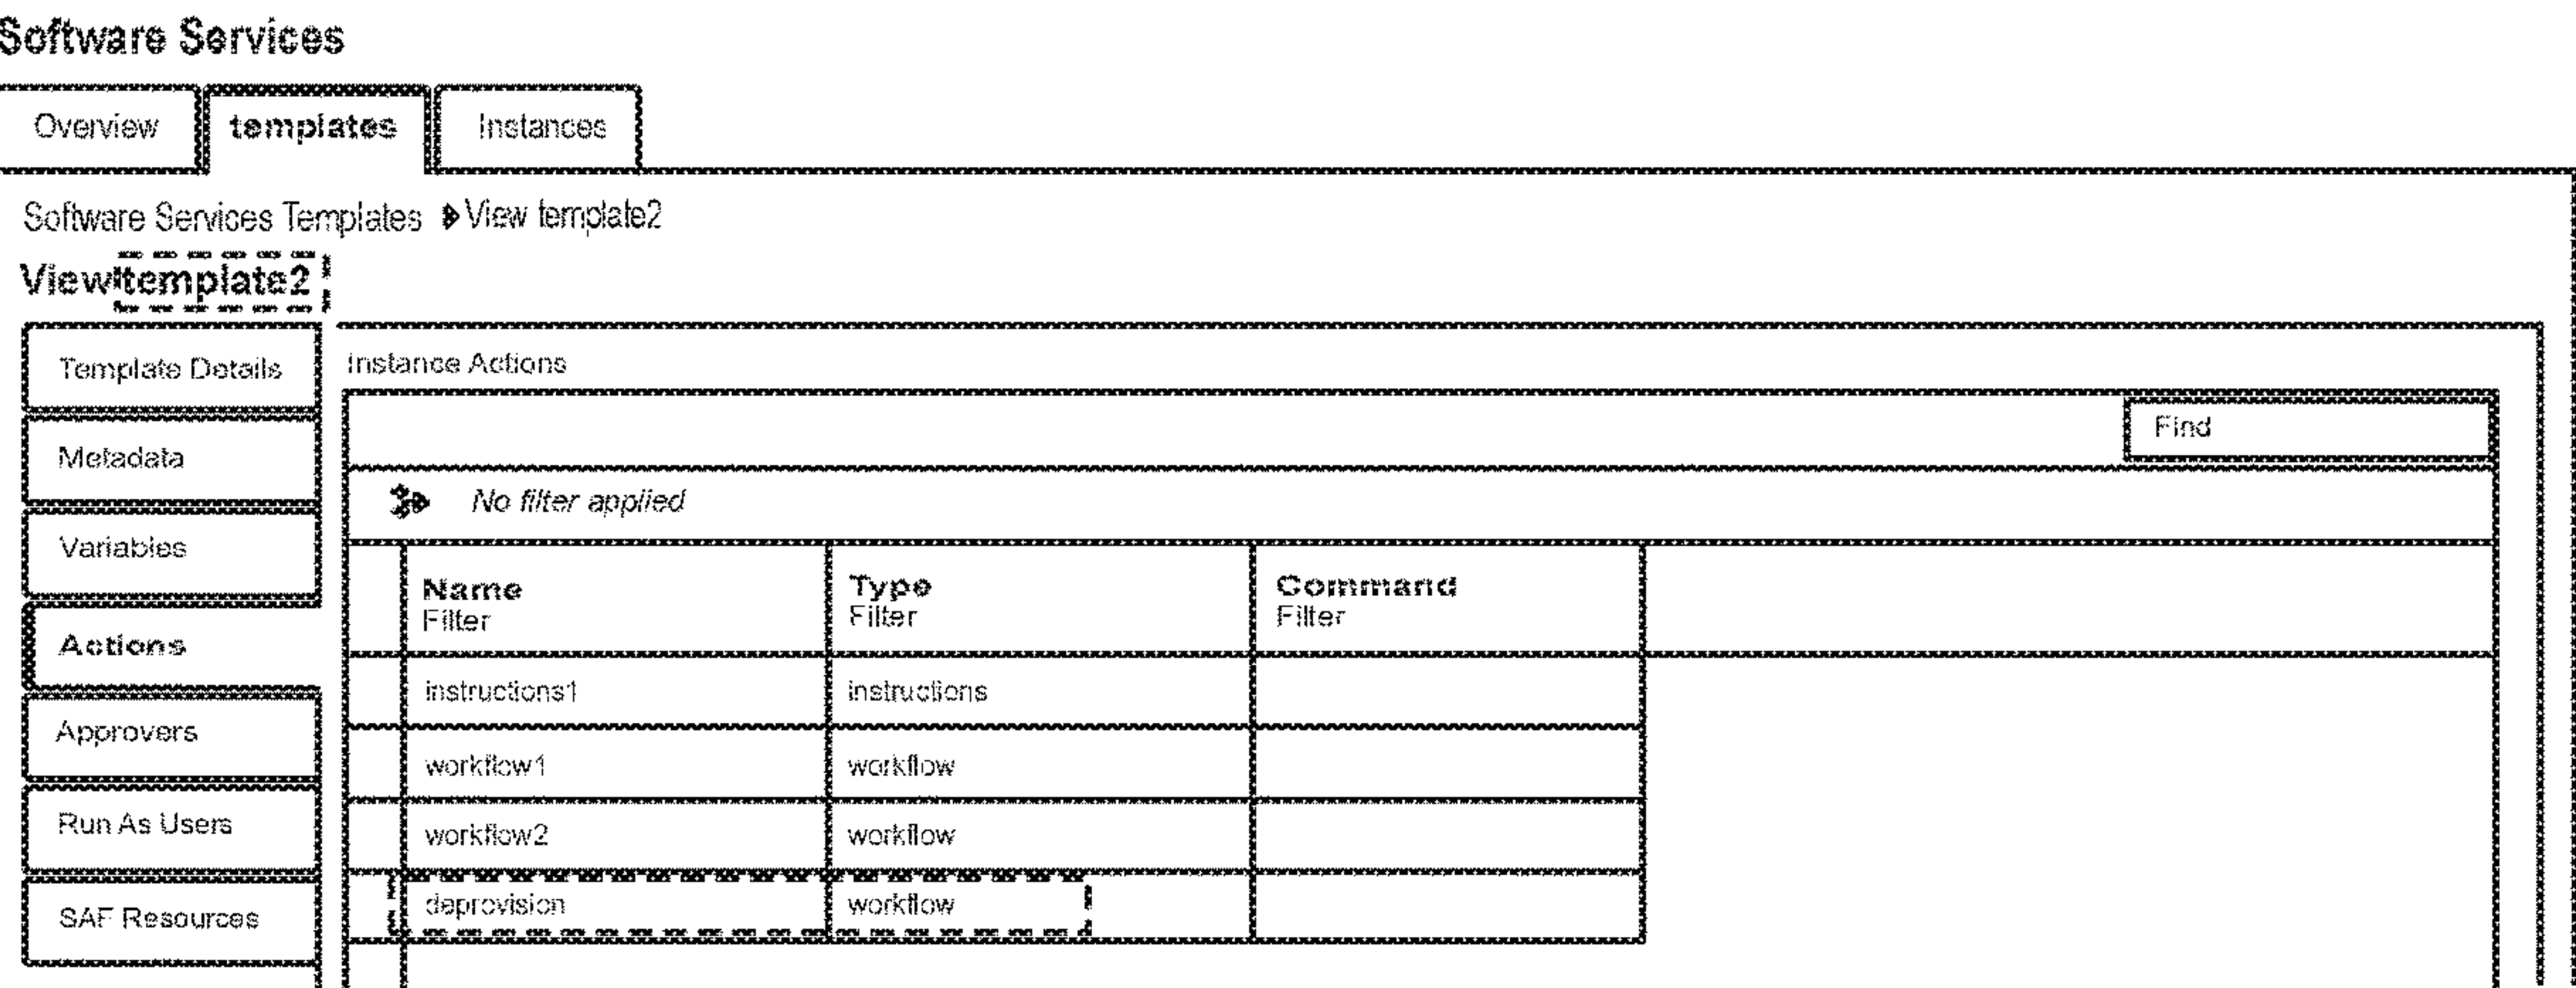 Software Services
Overview templates Instances
Software Services Templates View template2
View template2
Template Details
Metadata
Variables
Actions
Approvers
Run As Users
SAF Resources
Instance Actions
Find
No filter applied
Name Type Command
Filter Filter Filter
instructions1 instructions
workflow1 workflow
workflow2 workflow
deprovision workflow